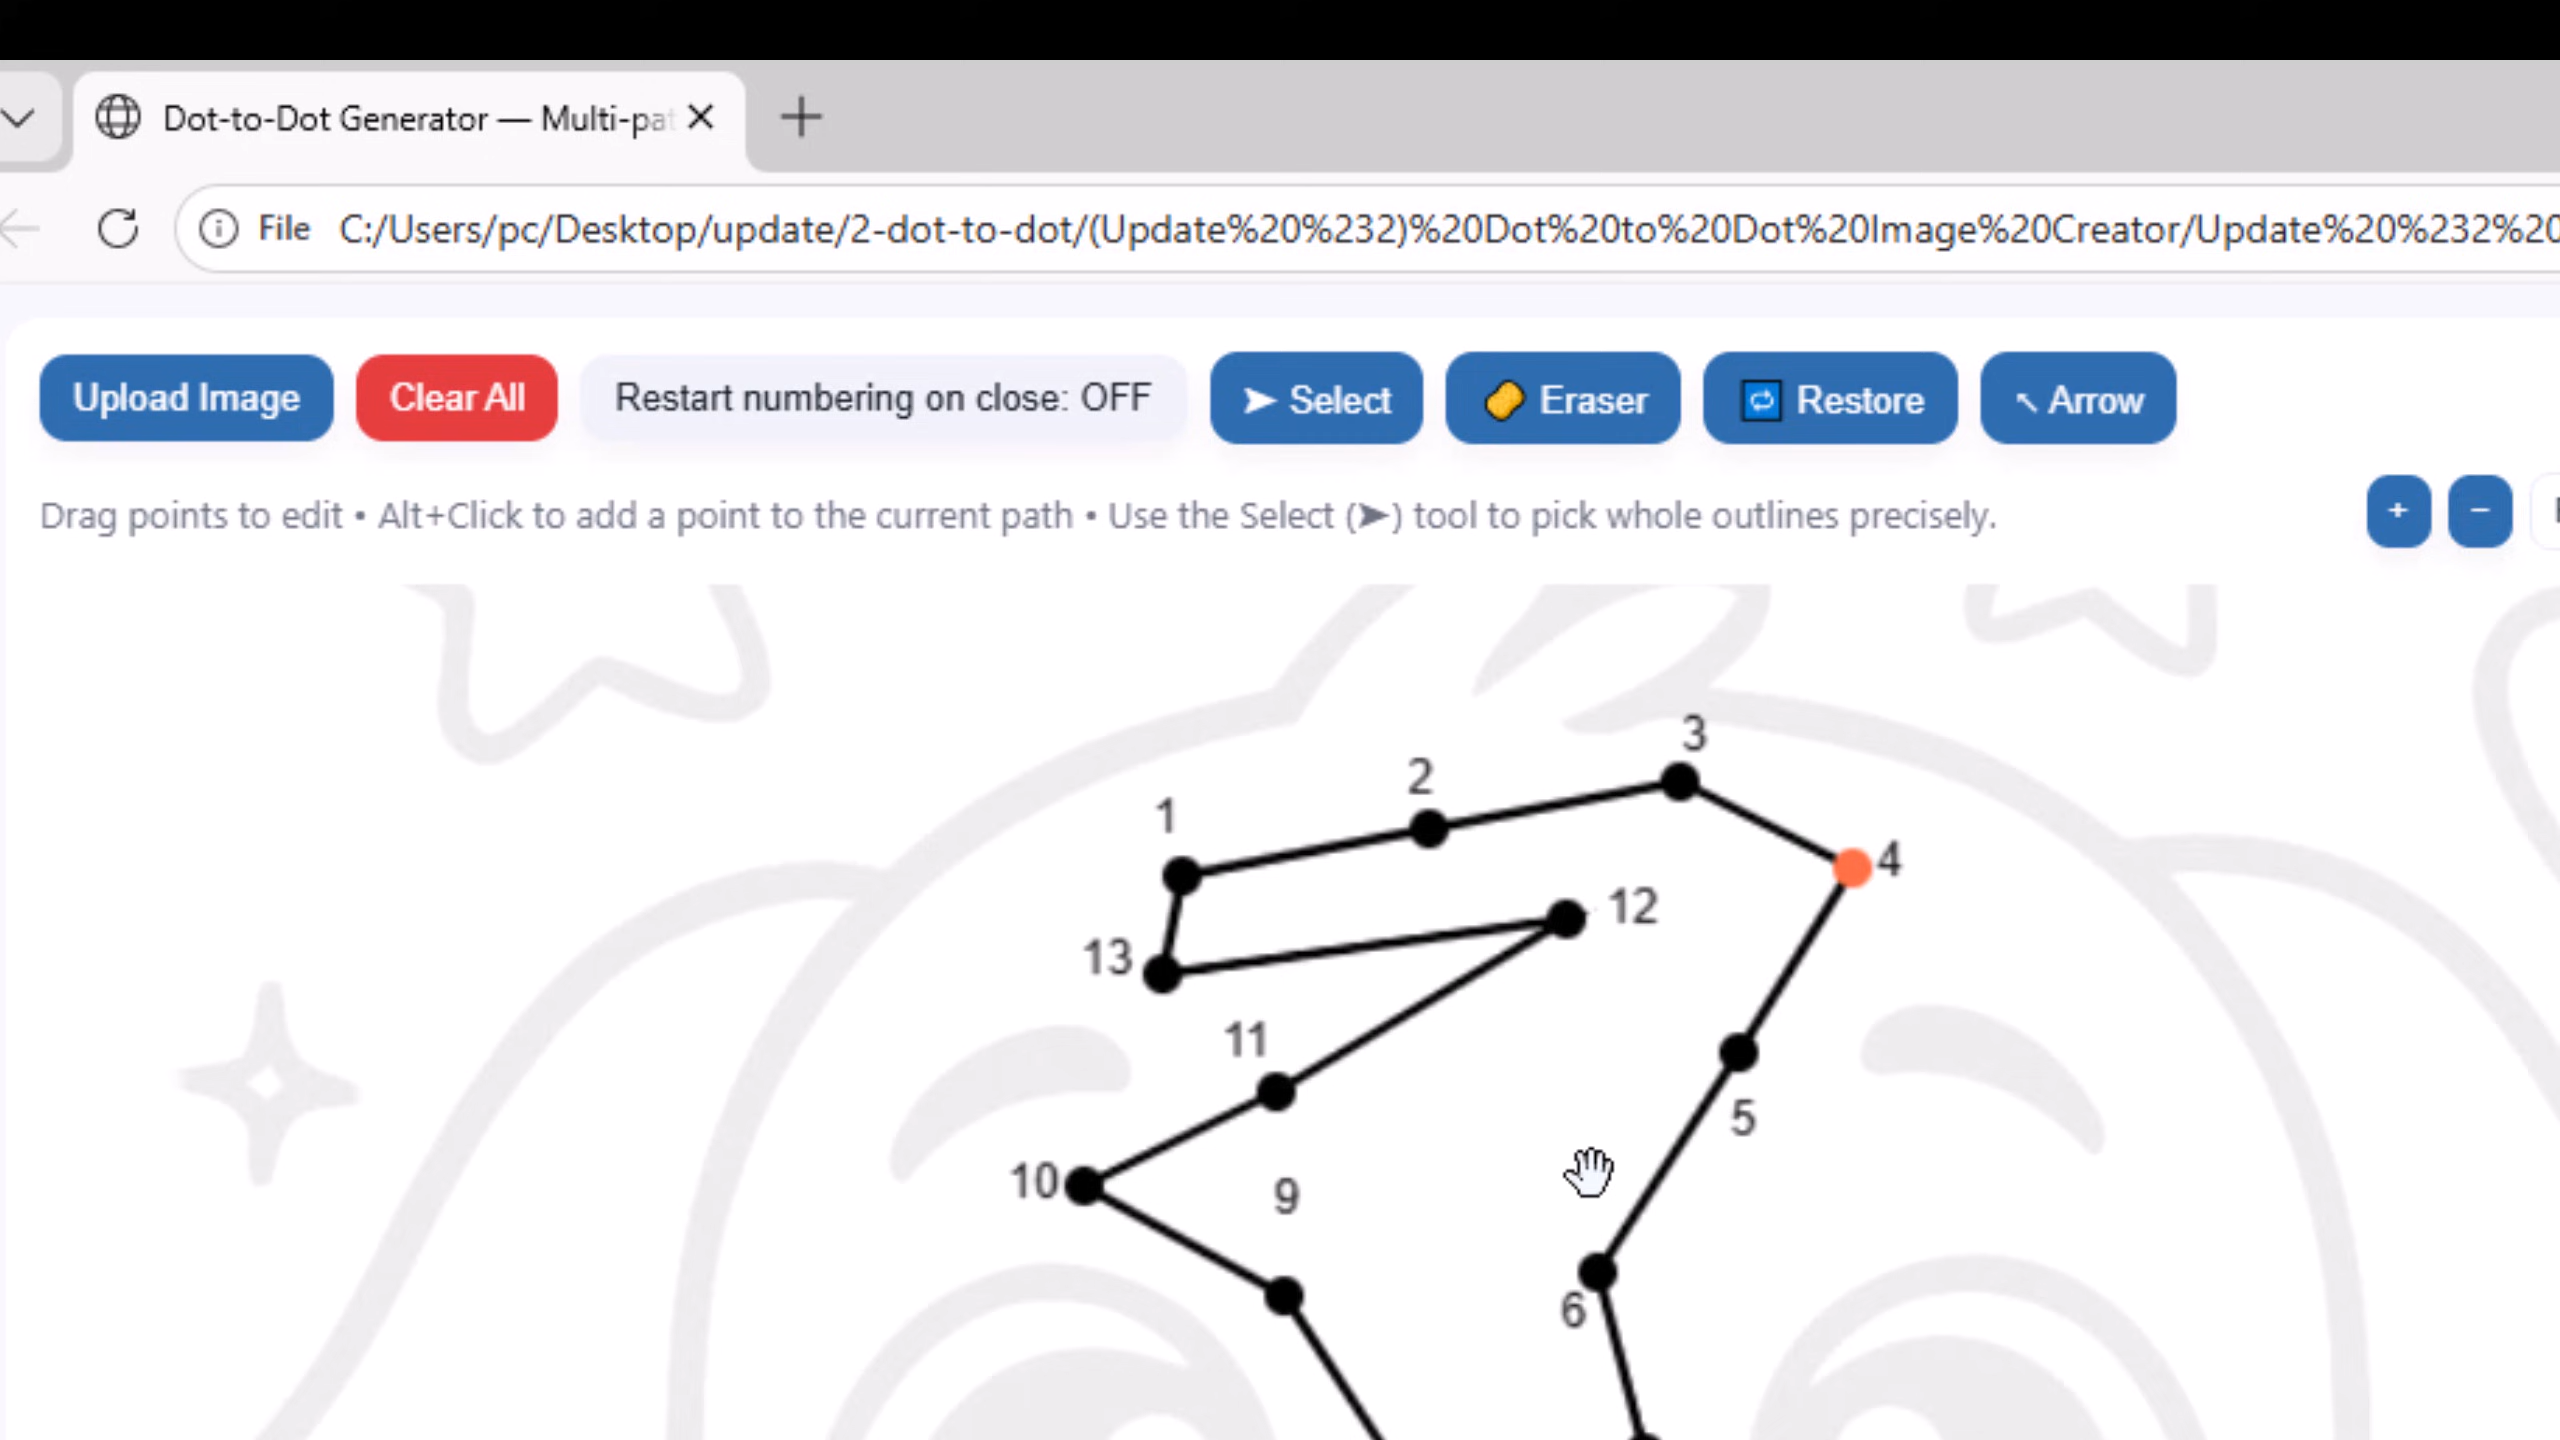 Dot-to-Dot Generator — Multi-pat
File C:/Users/pc/Desktop/update/2-dot-to-dot/(Update%20%232)%20Dot%20to%20Dot%20Image%20Creator/Update%20%232%20
Upload Image Clear All Restart numbering on close: OFF ➤ Select Eraser Restore ↖ Arrow
Drag points to edit • Alt+Click to add a point to the current path • Use the Select (➤) tool to pick whole outlines precisely. + −
3
2
1
4
12
13
11
5
10
9
6